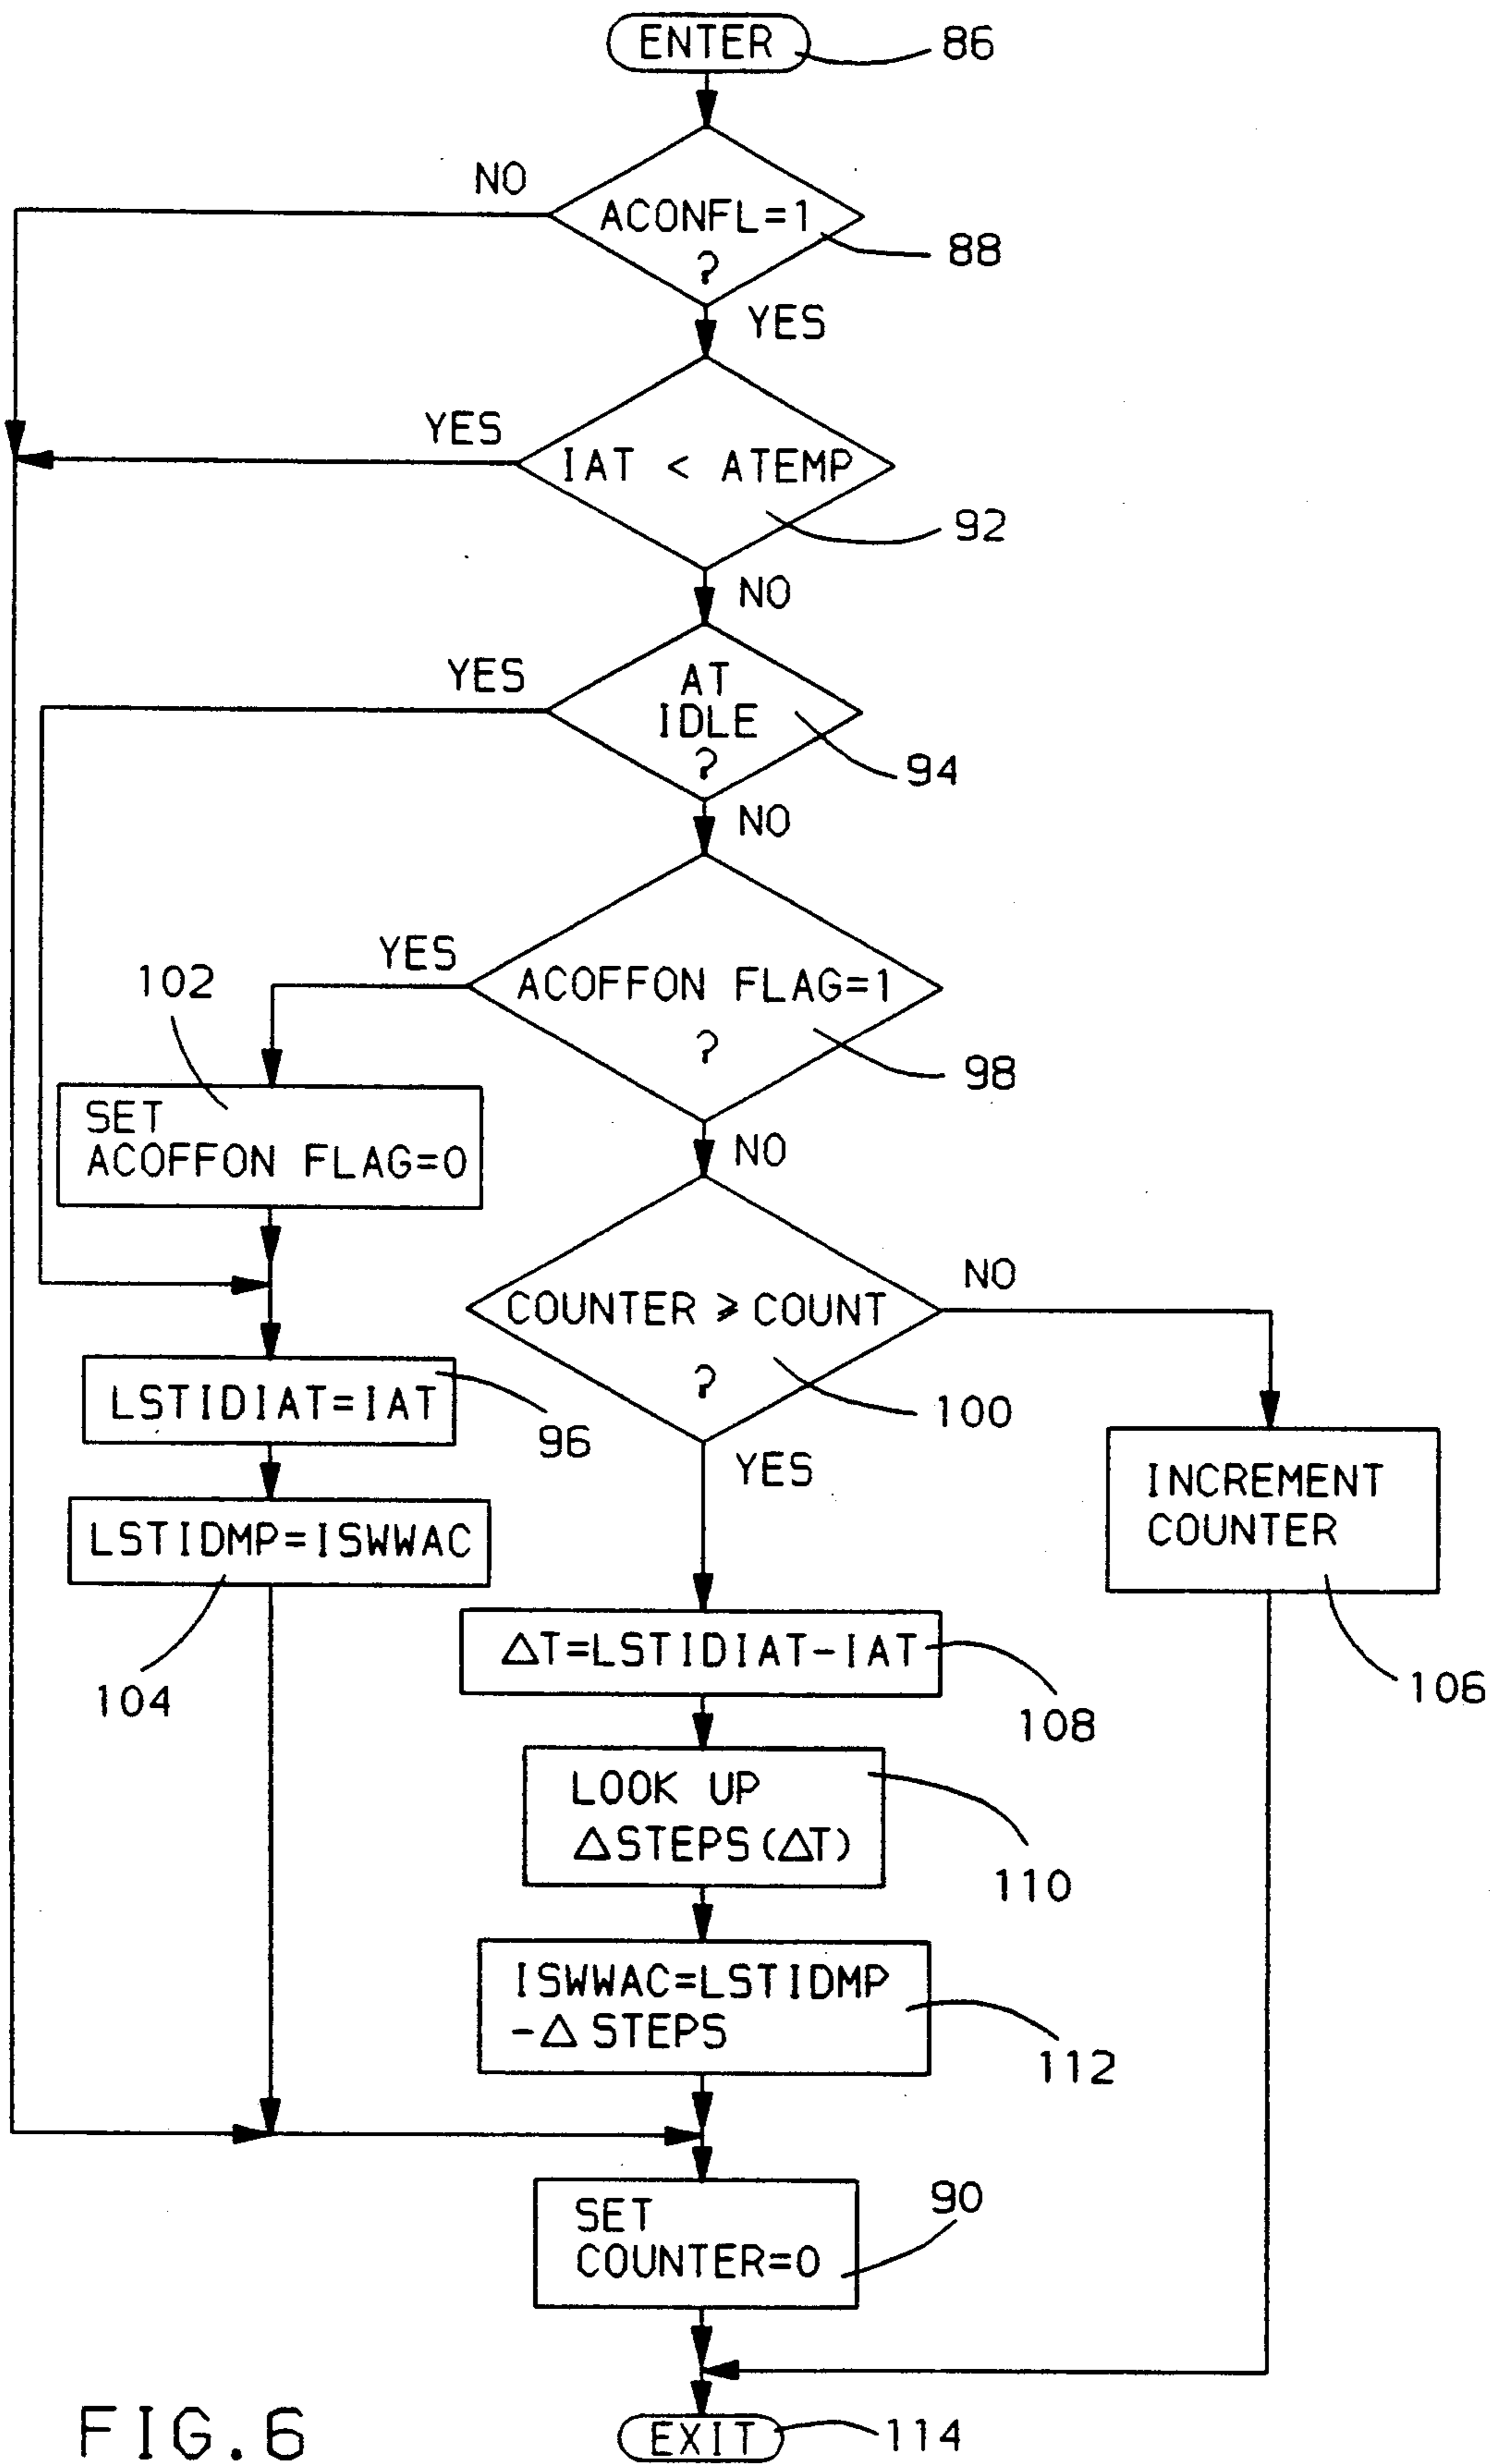 ENTER
86
NO
ACONFL=1
?
88
YES
YES
IAT < ATEMP
92
NO
YES
AT
IDLE
?
94
NO
YES
102
ACOFFON FLAG=1
?
98
SET
ACOFFON FLAG=0
NO
NO
COUNTER ⩾ COUNT
?
100
LSTIDIAT=IAT
96
YES
INCREMENT
COUNTER
106
LSTIDMP=ISWWAC
104
△T=LSTIDIAT-IAT
108
LOOK UP
△STEPS(△T)
110
ISWWAC=LSTIDMP
-△ STEPS
112
SET
COUNTER=0
90
EXIT
114
FIG.6